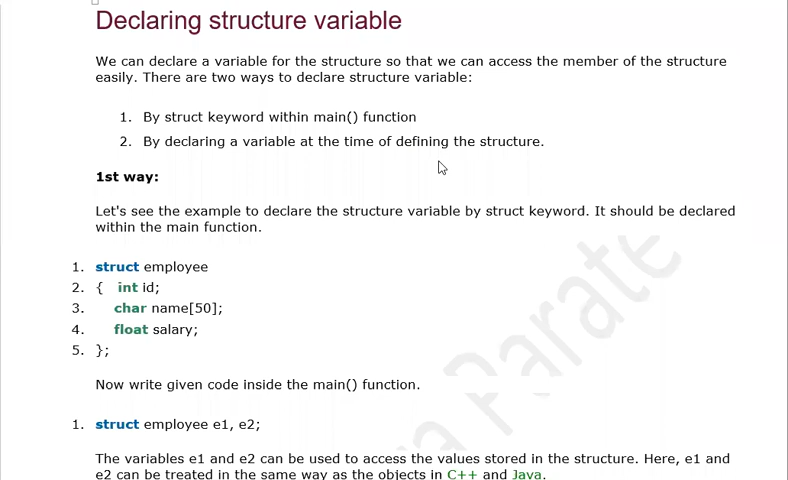 Declaring structure variable
We can declare a variable for the structure so that we can access the member of the structure
easily. There are two ways to declare structure variable:
1. By struct keyword within main() function
2. By declaring a variable at the time of defining the structure.
1st way:
Let's see the example to declare the structure variable by struct keyword. It should be declared
within the main function.
1. struct employee
2. { int id;
3. char name[50];
4. float salary;
5. };
Now write given code inside the main() function.
1. struct employee e1, e2;
The variables e1 and e2 can be used to access the values stored in the structure. Here, e1 and
e2 can be treated in the same way as the objects in C++ and Java.
Parate